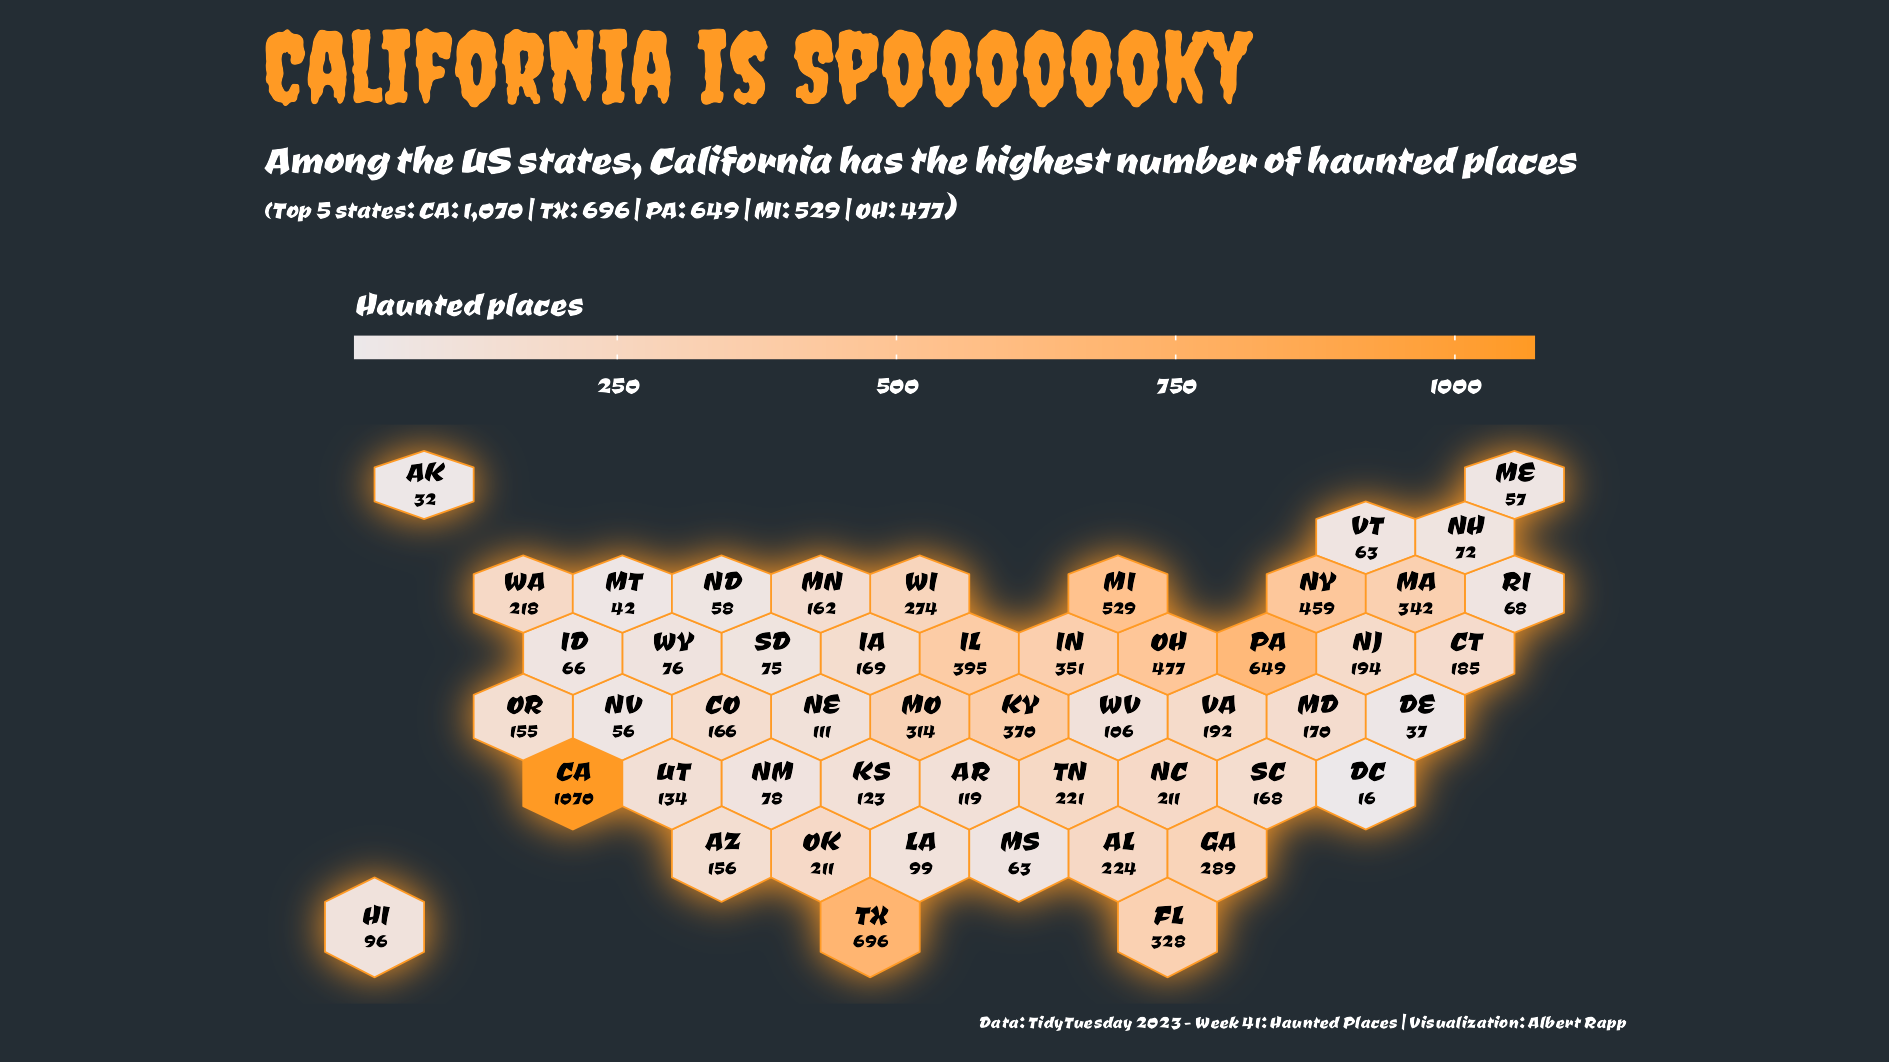 CALIFORNIA IS SPOOOOOOKY
Among the US states, California has the highest number of haunted places
(Top 5 states: CA: 1,070 | TX: 696 | PA: 649 | MI: 529 | OH: 477)
Haunted places
250 500 750 1000
AK ME
32 57
VT NH
63 72
WA MT ND MN WI MI NY MA RI
218 42 58 162 274 529 459 342 68
ID WY SD IA IL IN OH PA NJ CT
66 76 75 169 395 351 477 649 194 185
OR NV CO NE MO KY WV VA MD DE
155 56 166 111 314 370 106 192 170 37
CA UT NM KS AR TN NC SC DC
1070 134 78 123 119 221 211 168 16
AZ OK LA MS AL GA
156 211 99 63 224 289
HI TX FL
96 696 328
Data: TidyTuesday 2023 - Week 41: Haunted Places | Visualization: Albert Rapp